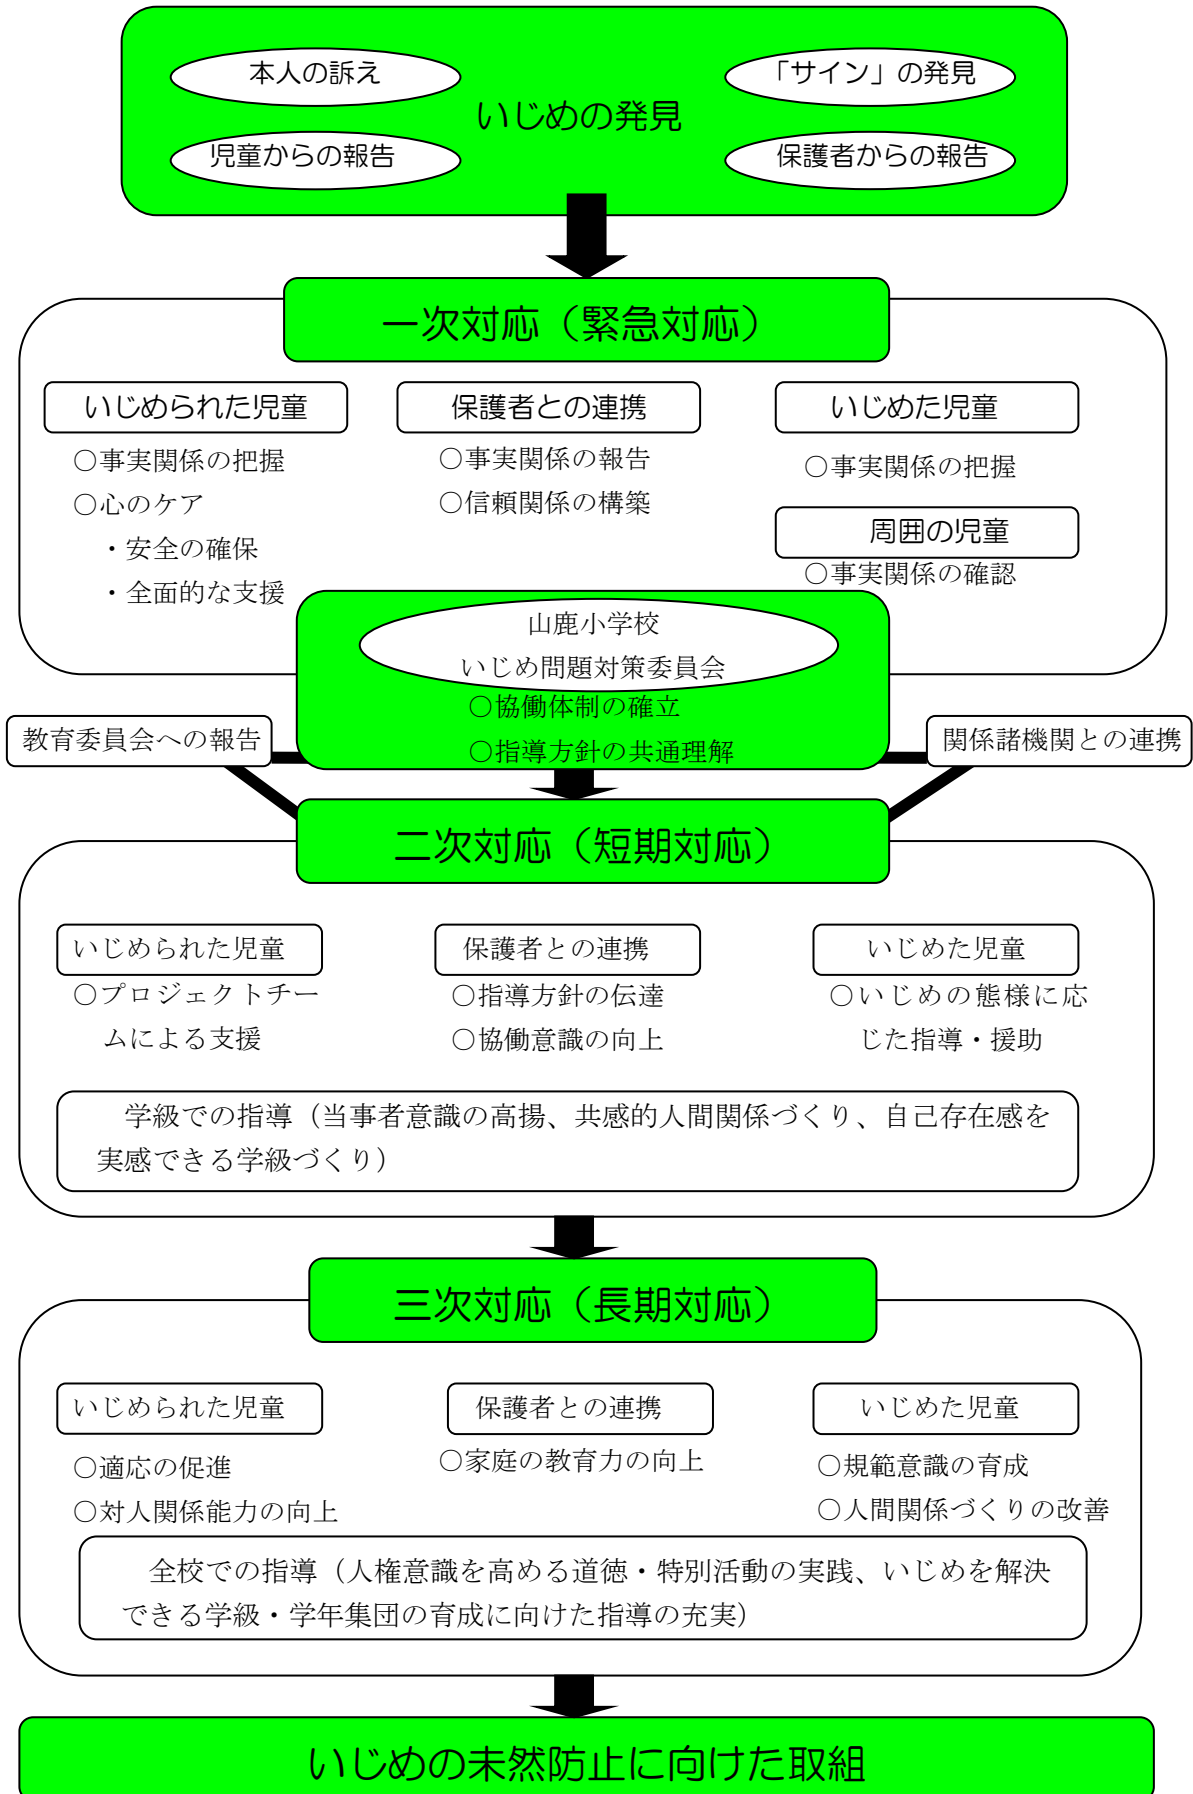 本人の訴え
「サイン」の発見
いじめの発見
児童からの報告
保護者からの報告
一次対応（緊急対応）
いじめられた児童
○事実関係の把握
○心のケア
・安全の確保
・全面的な支援
保護者との連携
○事実関係の報告
○信頼関係の構築
いじめた児童
○事実関係の把握
周囲の児童
○事実関係の確認
山鹿小学校
いじめ問題対策委員会
○協働体制の確立
○指導方針の共通理解
教育委員会への報告
関係諸機関との連携
二次対応（短期対応）
いじめられた児童
○プロジェクトチー
ムによる支援
保護者との連携
○指導方針の伝達
○協働意識の向上
いじめた児童
○いじめの態様に応
じた指導・援助
学級での指導（当事者意識の高揚、共感的人間関係づくり、自己存在感を
実感できる学級づくり）
三次対応（長期対応）
いじめられた児童
○適応の促進
○対人関係能力の向上
保護者との連携
○家庭の教育力の向上
いじめた児童
○規範意識の育成
○人間関係づくりの改善
全校での指導（人権意識を高める道徳・特別活動の実践、いじめを解決
できる学級・学年集団の育成に向けた指導の充実）
いじめの未然防止に向けた取組